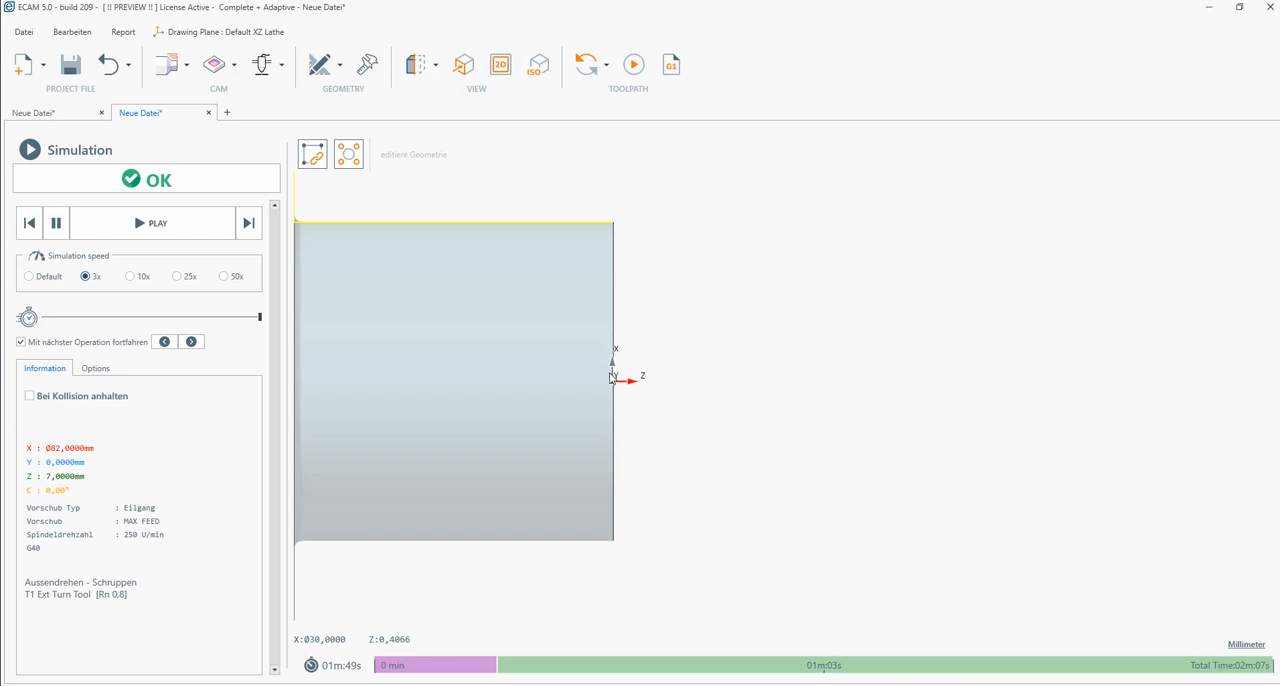 ECAM 5.0 - build 209 - [ !! PREVIEW !! ] License Active - Complete + Adaptive - Neue Datei*
Datei Bearbeiten Report Drawing Plane : Default XZ Lathe
2D ISO G1
PROJECT FILE CAM GEOMETRY VIEW TOOLPATH
Neue Datei* × Neue Datei* × +
Simulation
editiere Geometrie
OK
PLAY
Simulation speed
Default 3x 10x 25x 50x
Mit nächster Operation fortfahren
Information Options
Bei Kollision anhalten
X : Ø82,0000mm
Y : 0,0000mm
Z : 7,0000mm
C : 0,00°
Vorschub Typ : Eilgang
Vorschub : MAX FEED
Spindeldrehzahl : 250 U/min
G40
Aussendrehen - Schruppen
T1 Ext Turn Tool [Rn 0,8]
X
Y Z
X:Ø30,0000 Z:0,4066
Millimeter
01m:49s 0 min 01m:03s Total Time:02m:07s